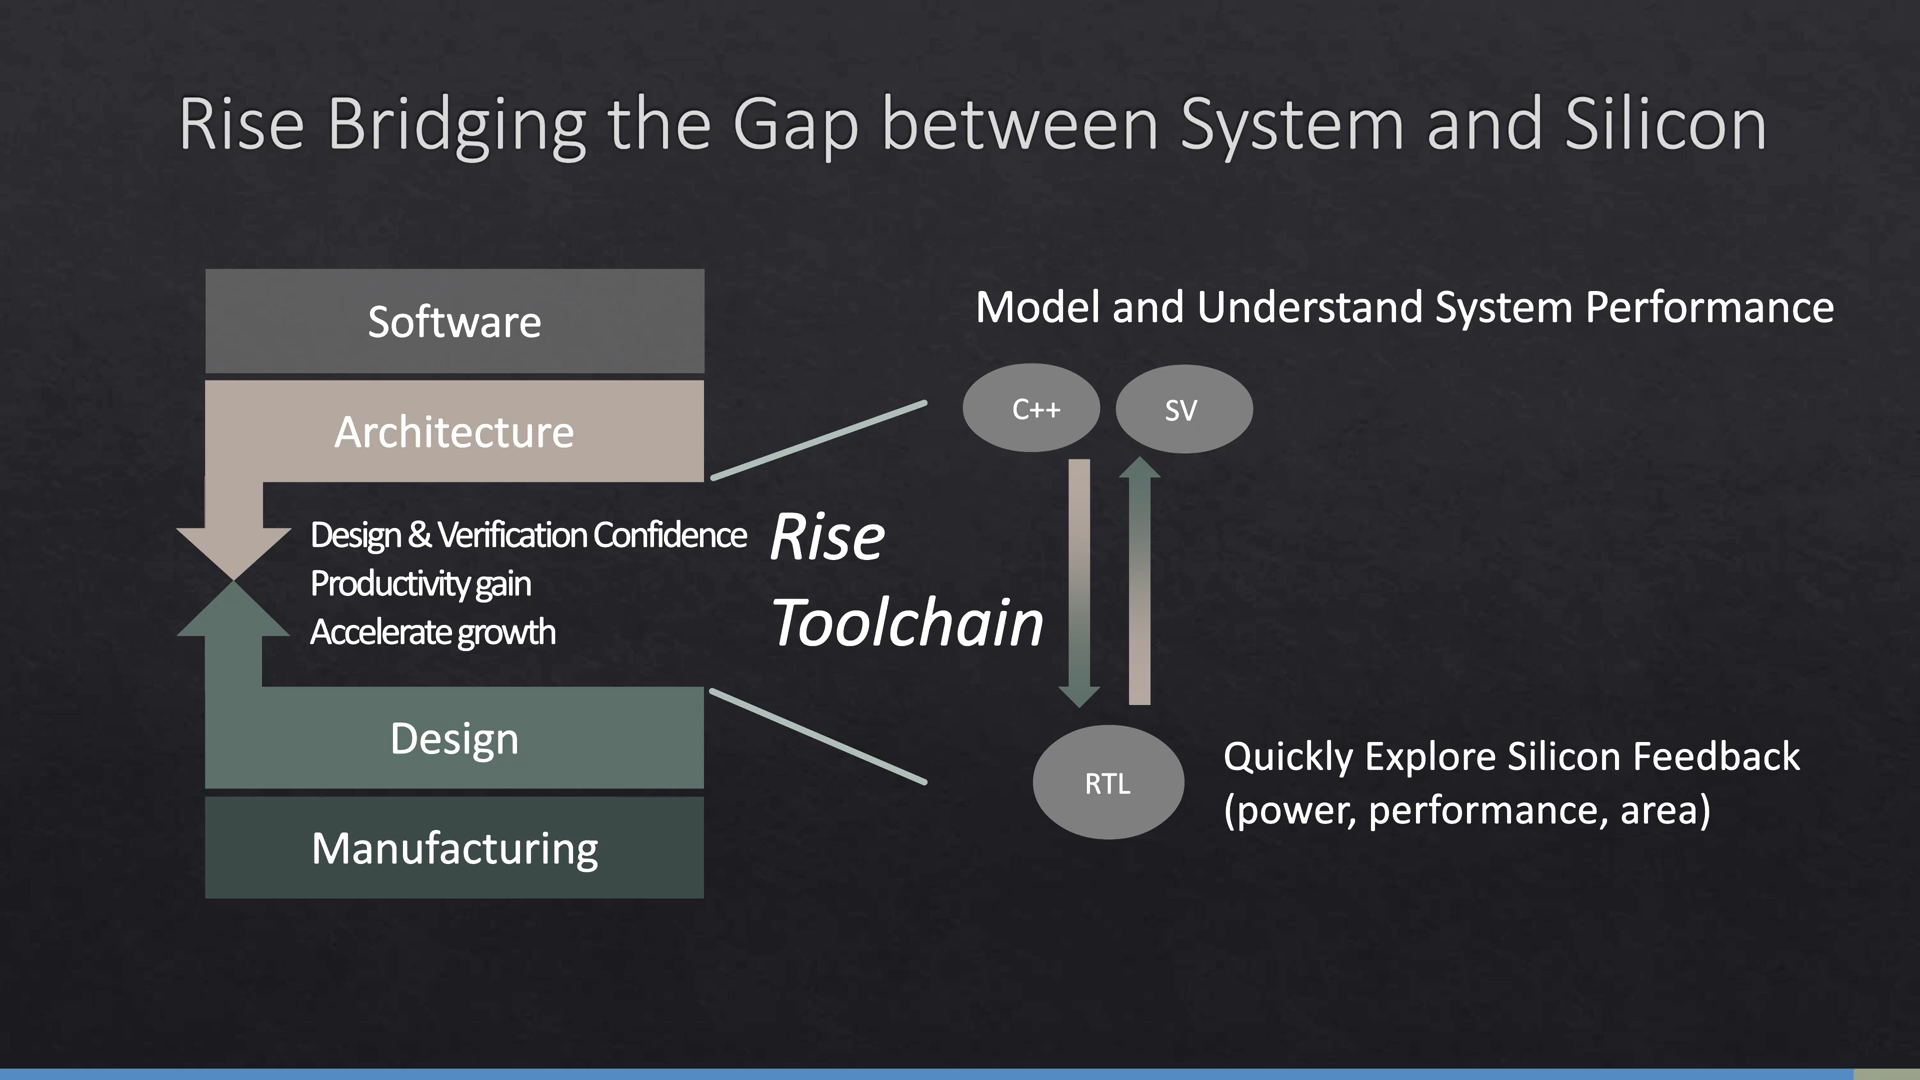 Rise Bridging the Gap between System and Silicon
Software
Architecture
Design & Verification Confidence
Productivity gain
Accelerate growth
Design
Manufacturing
Rise
Toolchain
Model and Understand System Performance
C++
SV
RTL
Quickly Explore Silicon Feedback
(power, performance, area)